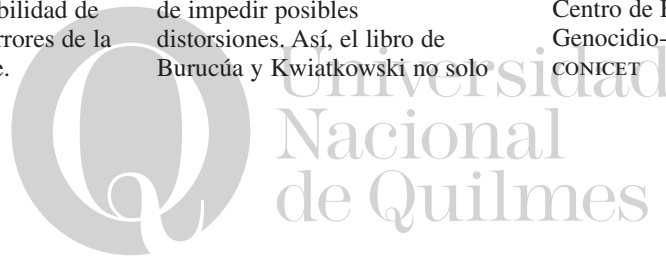 bilidad de
rrores de la
e.
de impedir posibles
distorsiones. Así, el libro de
Burucúa y Kwiatkowski no solo
Centro de
Genocidio-
CONICET
Universidad
Nacional
de Quilmes